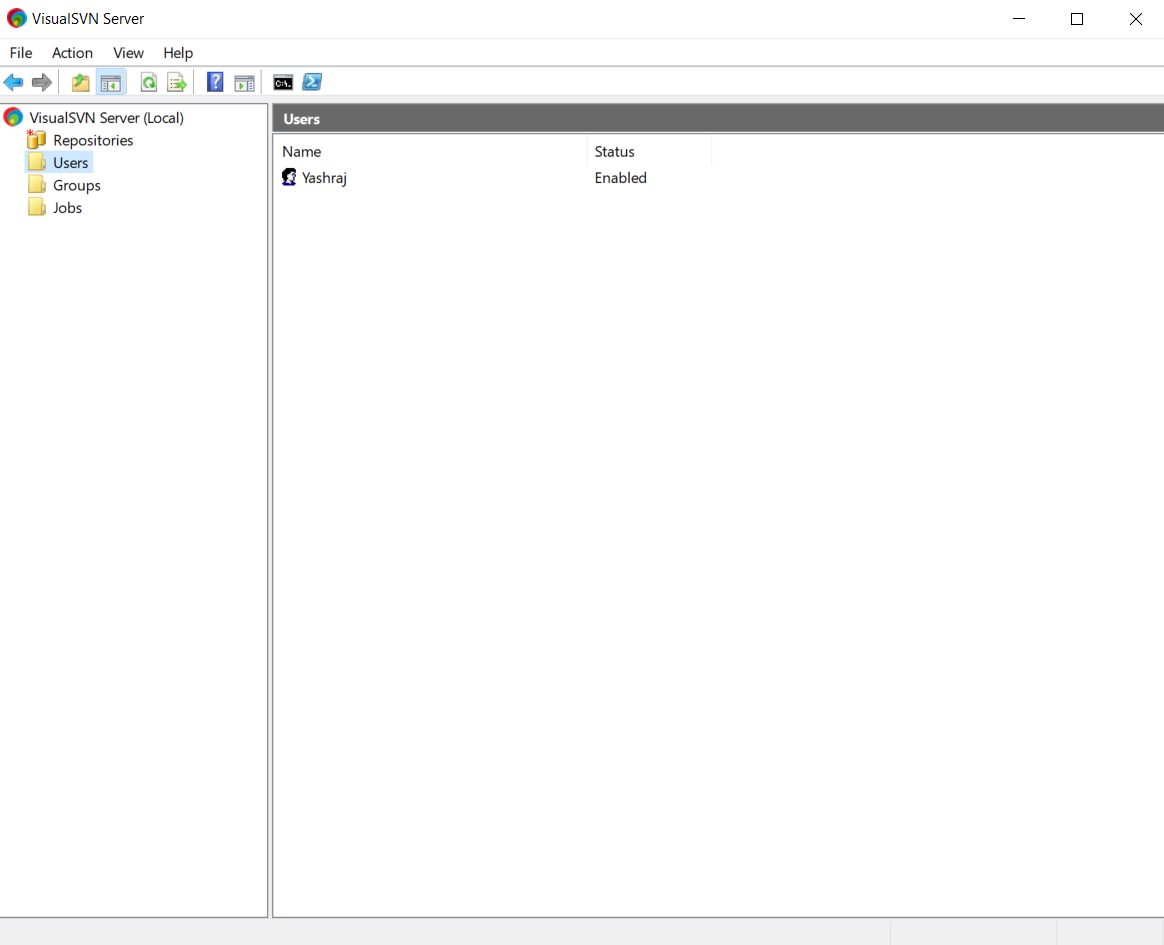 VisualSVN Server
File Action View Help
C:\.
VisualSVN Server (Local)
Repositories
Users
Groups
Jobs
Users
Name Status
Yashraj Enabled